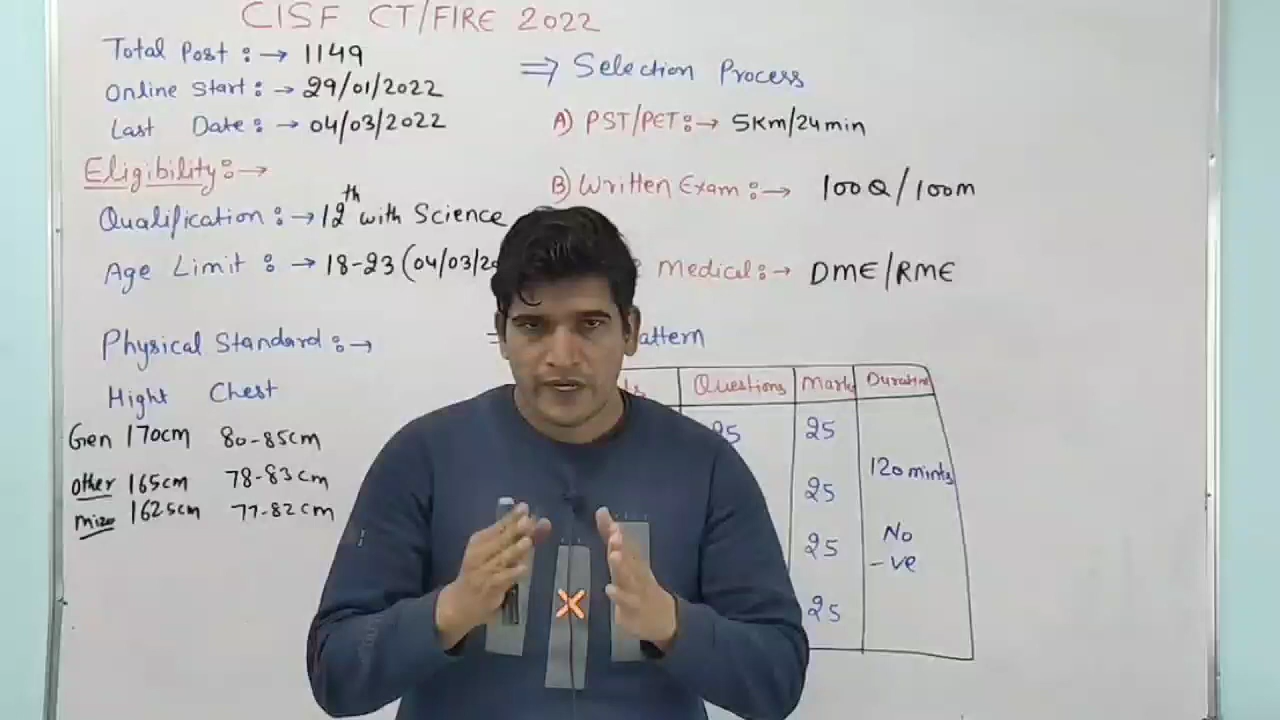 CISF CT/FIRE 2022
Total Post :→ 1149
Online Start :→ 29/01/2022
Last Date :→ 04/03/2022
Eligibility :→
Qualification :→ 12th with Science
Age Limit :→ 18-23 (04/03/20
Physical Standard :→
Hight Chest
Gen 170cm 80-85cm
other 165cm 78-83cm
162.5cm 77-82cm
⇒ Selection Process
A) PST/PET :→ 5Km/24min
B) Written Exam :→ 100Q/100m
Medical :→ DME/RME
attern
Questions Marks Duration
25 25
25
25
25
120 mints
No
-ve